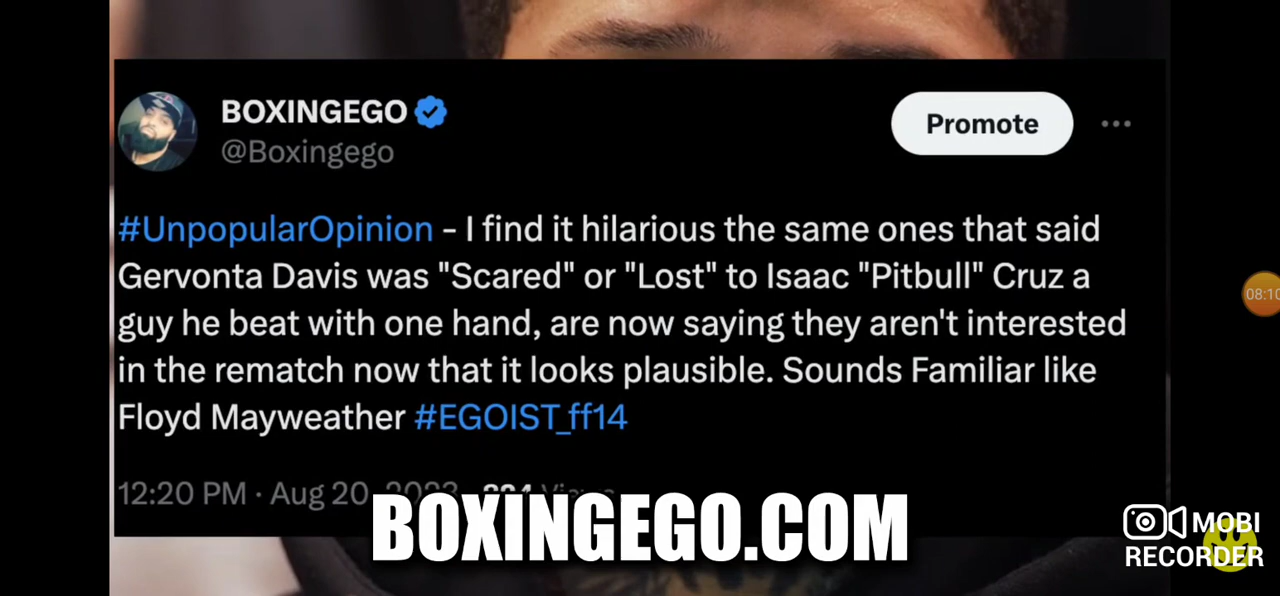 BOXINGEGO
@Boxingego
Promote
#UnpopularOpinion - I find it hilarious the same ones that said
Gervonta Davis was "Scared" or "Lost" to Isaac "Pitbull" Cruz a
guy he beat with one hand, are now saying they aren't interested
in the rematch now that it looks plausible. Sounds Familiar like
Floyd Mayweather #EGOIST_ff14
12:20 PM · Aug 20
BOXINGEGO.COM
08:10
MOBI
RECORDER